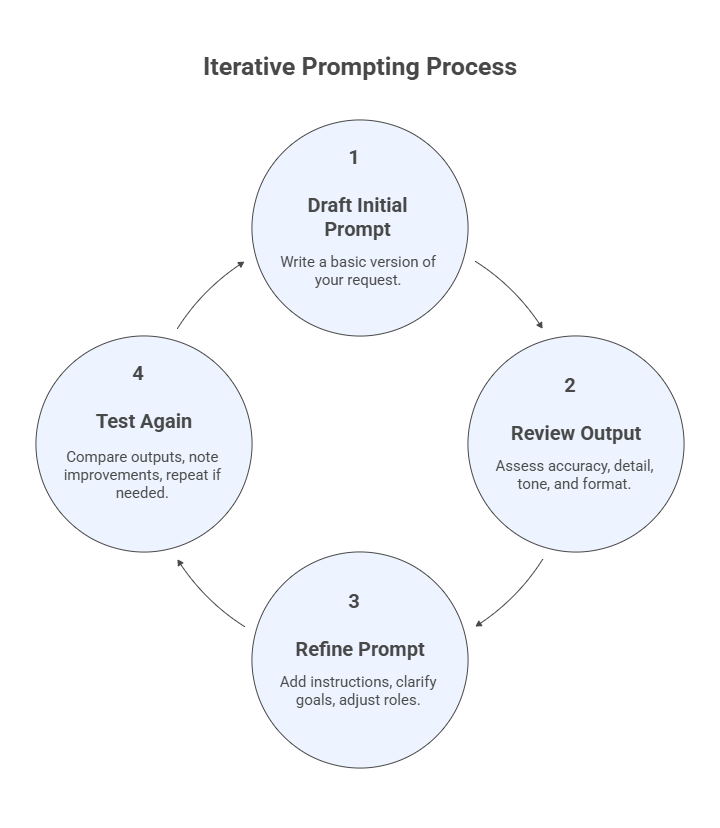 Iterative Prompting Process
1
Draft Initial
Prompt
Write a basic version of
your request.
2
Review Output
Assess accuracy, detail,
tone, and format.
3
Refine Prompt
Add instructions, clarify
goals, adjust roles.
4
Test Again
Compare outputs, note
improvements, repeat if
needed.